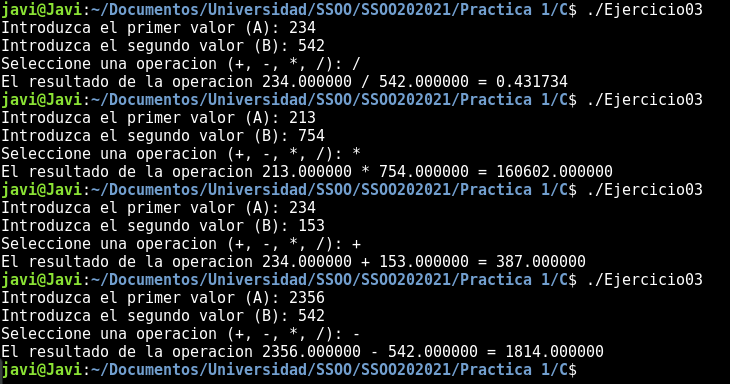 javi@Javi:~/Documentos/Universidad/SSOO/SSOO202021/Practica 1/C$ ./Ejercicio03
Introduzca el primer valor (A): 234
Introduzca el segundo valor (B): 542
Seleccione una operacion (+, -, *, /): /
El resultado de la operacion 234.000000 / 542.000000 = 0.431734
javi@Javi:~/Documentos/Universidad/SSOO/SSOO202021/Practica 1/C$ ./Ejercicio03
Introduzca el primer valor (A): 213
Introduzca el segundo valor (B): 754
Seleccione una operacion (+, -, *, /): *
El resultado de la operacion 213.000000 * 754.000000 = 160602.000000
javi@Javi:~/Documentos/Universidad/SSOO/SSOO202021/Practica 1/C$ ./Ejercicio03
Introduzca el primer valor (A): 234
Introduzca el segundo valor (B): 153
Seleccione una operacion (+, -, *, /): +
El resultado de la operacion 234.000000 + 153.000000 = 387.000000
javi@Javi:~/Documentos/Universidad/SSOO/SSOO202021/Practica 1/C$ ./Ejercicio03
Introduzca el primer valor (A): 2356
Introduzca el segundo valor (B): 542
Seleccione una operacion (+, -, *, /): -
El resultado de la operacion 2356.000000 - 542.000000 = 1814.000000
javi@Javi:~/Documentos/Universidad/SSOO/SSOO202021/Practica 1/C$